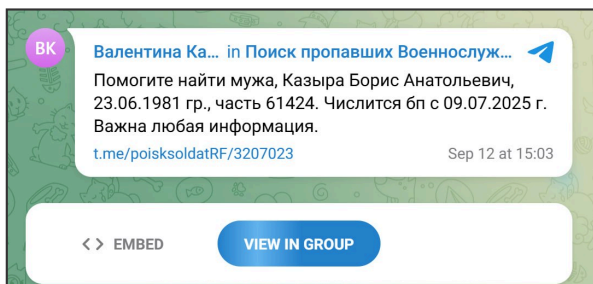 ВК
Валентина Ка... in Поиск пропавших Военнослуж...
Помогите найти мужа, Казыра Борис Анатольевич,
23.06.1981 гр., часть 61424. Числится бп с 09.07.2025 г.
Важна любая информация.
t.me/poisksoldatRF/3207023 Sep 12 at 15:03
<> EMBED VIEW IN GROUP